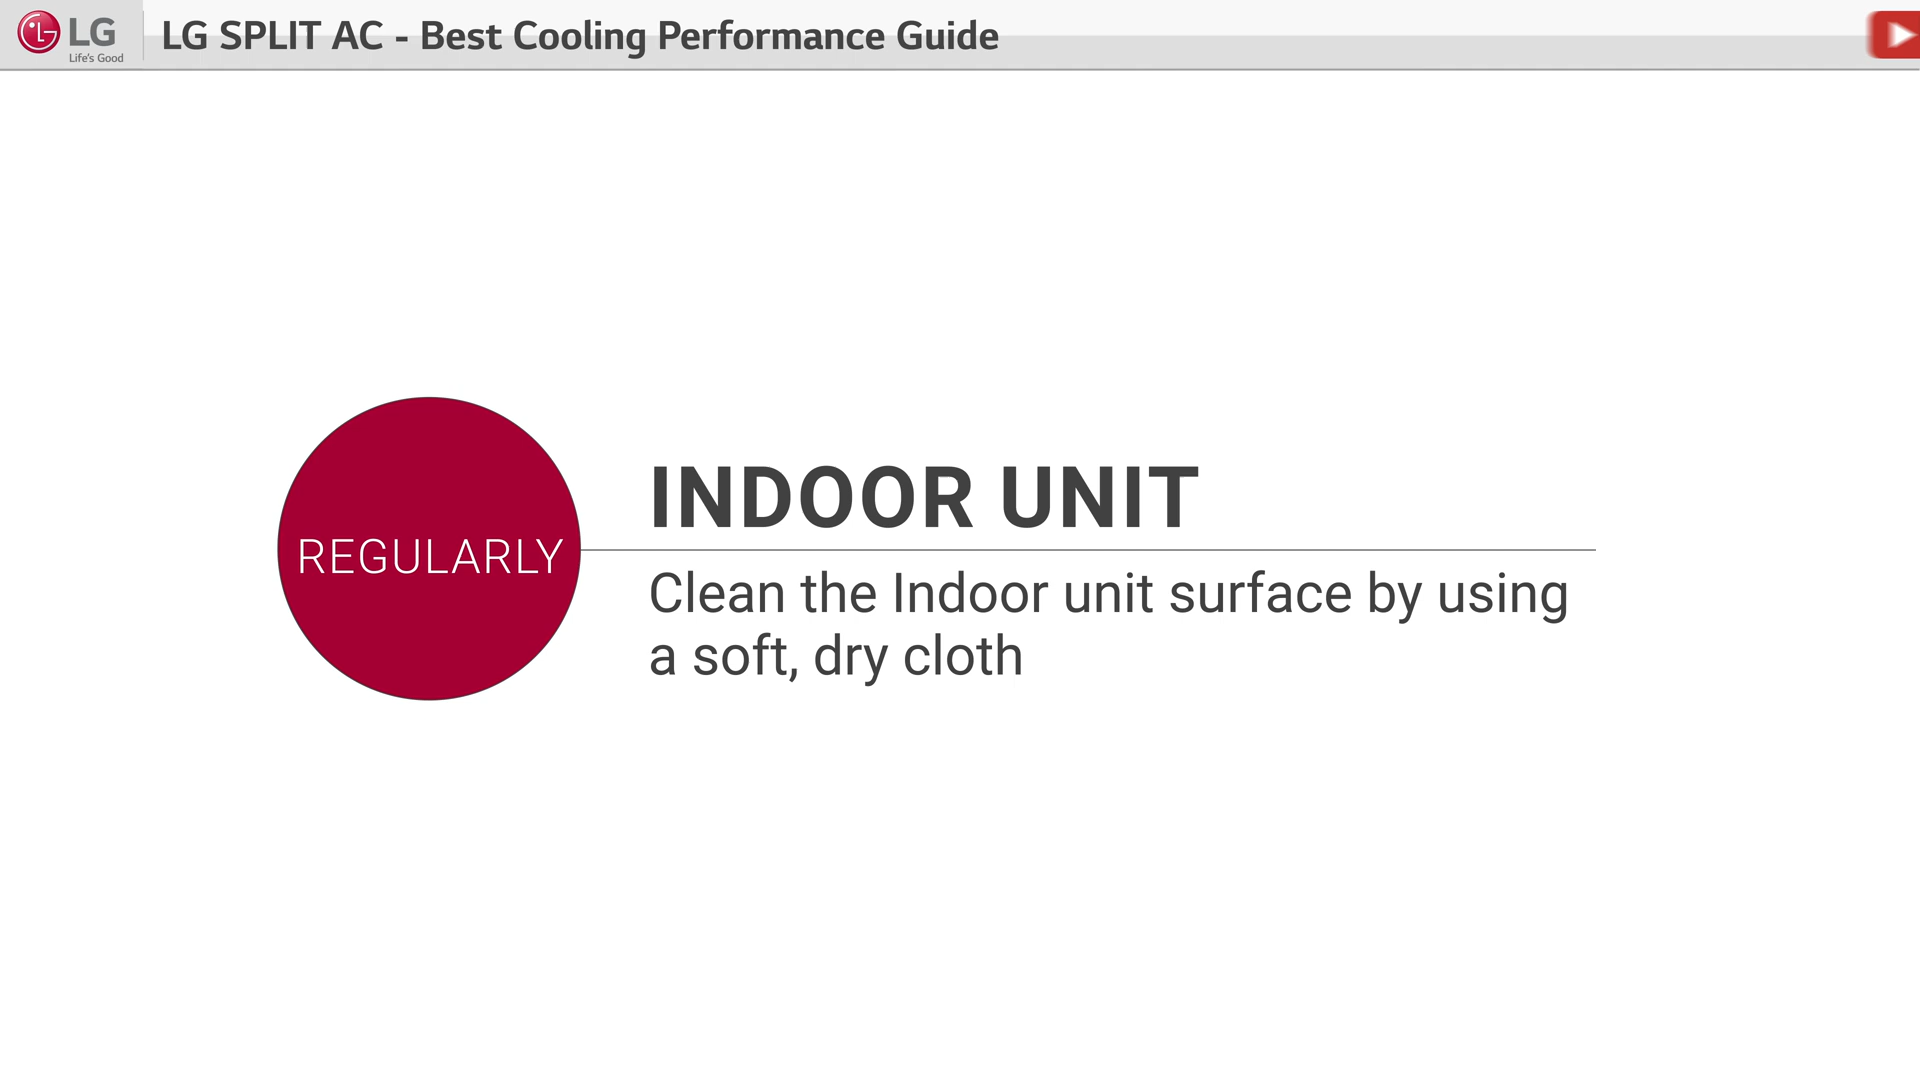 LG
Life's Good
LG SPLIT AC - Best Cooling Performance Guide
REGULARLY
INDOOR UNIT
Clean the Indoor unit surface by using
a soft, dry cloth